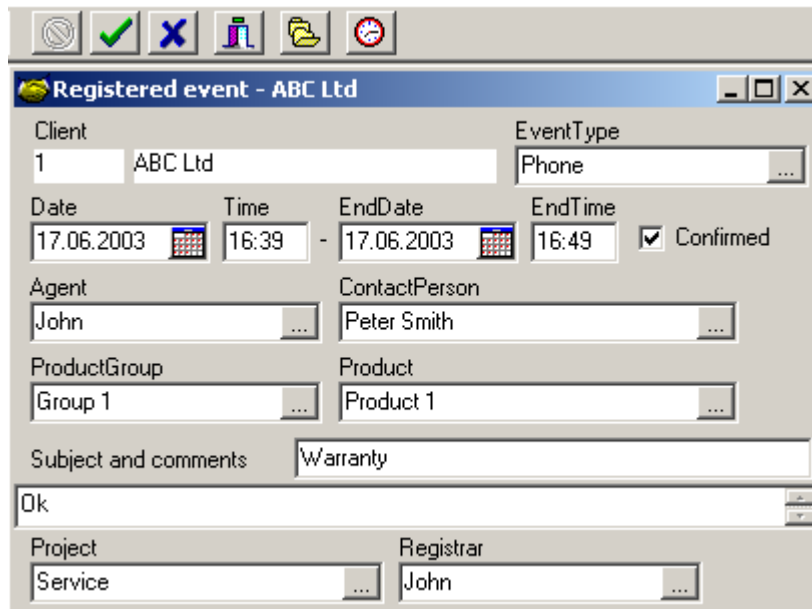 Registered event - ABC Ltd
Client EventType
1 ABC Ltd Phone ...
Date Time EndDate EndTime
17.06.2003 16:39 - 17.06.2003 16:49 Confirmed
Agent ContactPerson
John ... Peter Smith ...
ProductGroup Product
Group 1 ... Product 1 ...
Subject and comments Warranty
Ok
Project Registrar
Service ... John ...